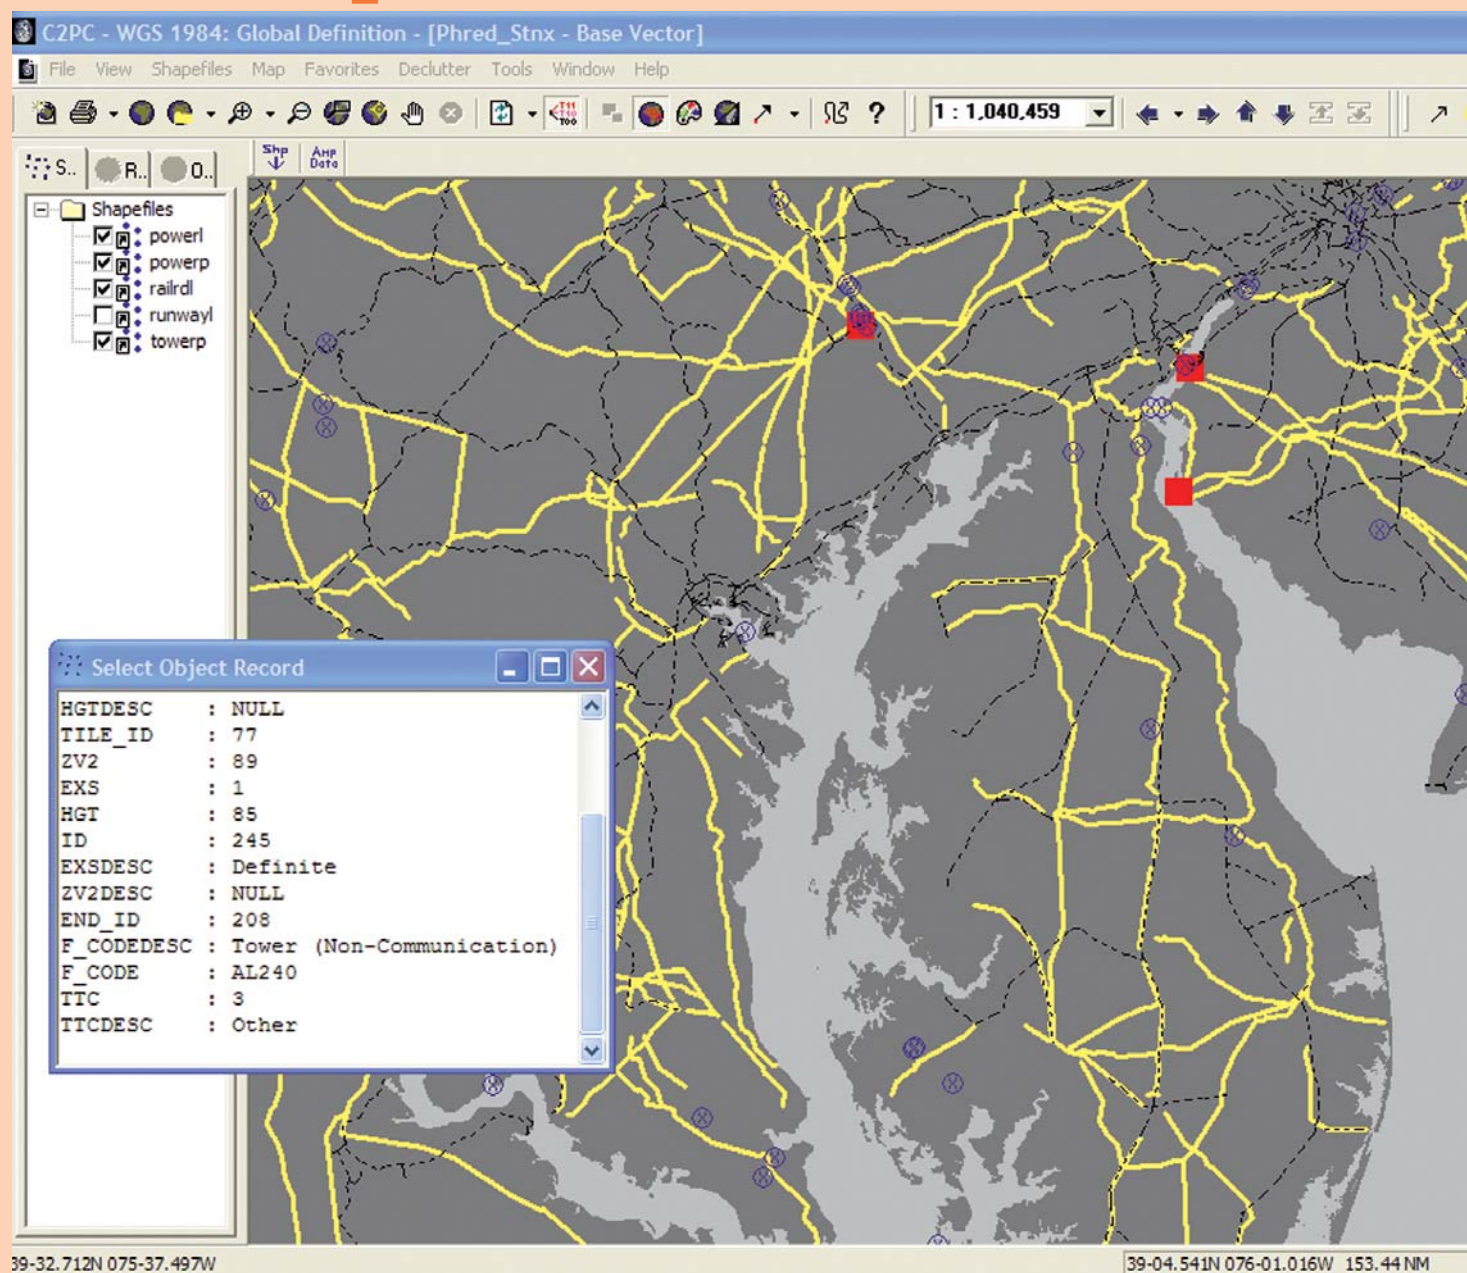 C2PC - WGS 1984: Global Definition - [Phred_Stnx - Base Vector]
File View Shapefiles Map Favorites Declutter Tools Window Help
T11
T10
T00
?
1 : 1,040,459
S.. R.. O..
Shp
Amp
Data
Shapefiles
powerl
powerp
railrdl
runwayl
towerp
Select Object Record
HGTDESC : NULL
TILE_ID : 77
ZV2 : 89
EXS : 1
HGT : 85
ID : 245
EXSDESC : Definite
ZV2DESC : NULL
END_ID : 208
F_CODEDESC : Tower (Non-Communication)
F_CODE : AL240
TTC : 3
TTCDESC : Other
39-32.712N 075-37.497W
39-04.541N 076-01.016W 153.44 NM